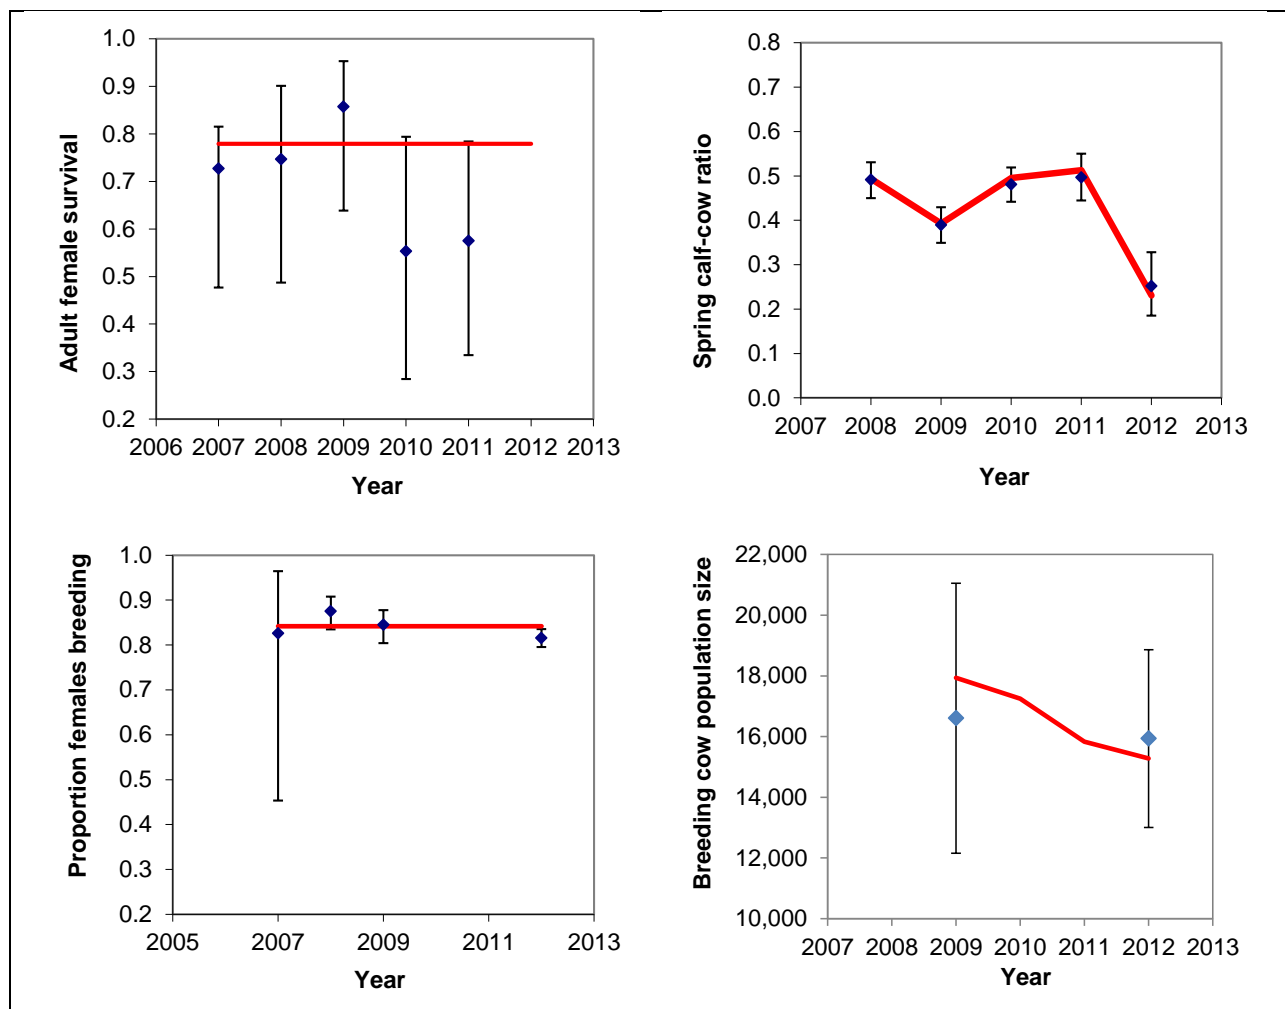 Adult female survival
1.0
0.9
0.8
0.7
0.6
0.5
0.4
0.3
0.2
2006 2007 2008 2009 2010 2011 2012 2013
Year
Spring calf-cow ratio
0.8
0.7
0.6
0.5
0.4
0.3
0.2
0.1
0.0
2007 2008 2009 2010 2011 2012 2013
Year
Proportion females breeding
1.0
0.9
0.8
0.7
0.6
0.5
0.4
0.3
0.2
2005 2007 2009 2011 2013
Year
Breeding cow population size
22,000
20,000
18,000
16,000
14,000
12,000
10,000
2007 2008 2009 2010 2011 2012 2013
Year